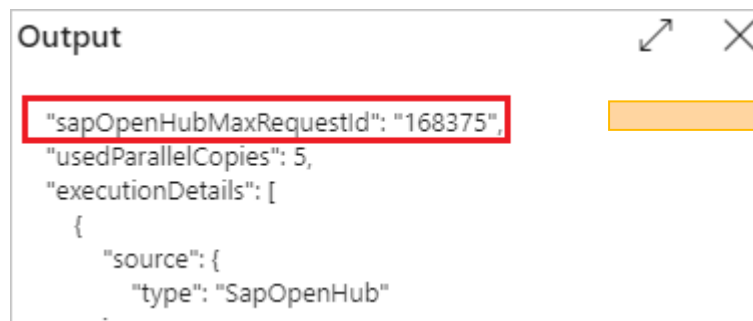 Output
"sapOpenHubMaxRequestId": "168375",
"usedParallelCopies": 5,
"executionDetails": [
{
"source": {
"type": "SapOpenHub"